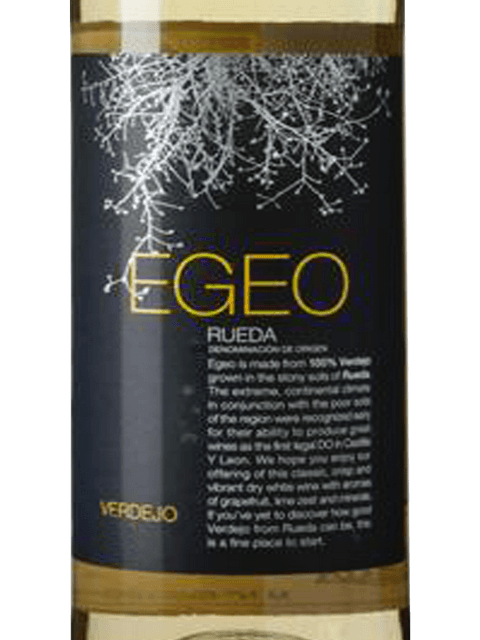 EGEO
RUEDA
DENOMINACIÓN DE ORIGEN
Egeo is made from 100% Verdejo
grown in the stony soils of Rueda
The extreme, continental climate
in conjunction with the poor soils
of the region were recognized early
for their ability to produce great
wines as the first legal DO in Castilla
Y Leon. We hope you enjoy our
offering of this classic, crisp and
vibrant dry white wine with aromas
of grapefruit, lime zest and minerals
If you've yet to discover how good
Verdejo from Rueda can be, this
is a fine place to start.
VERDEJO